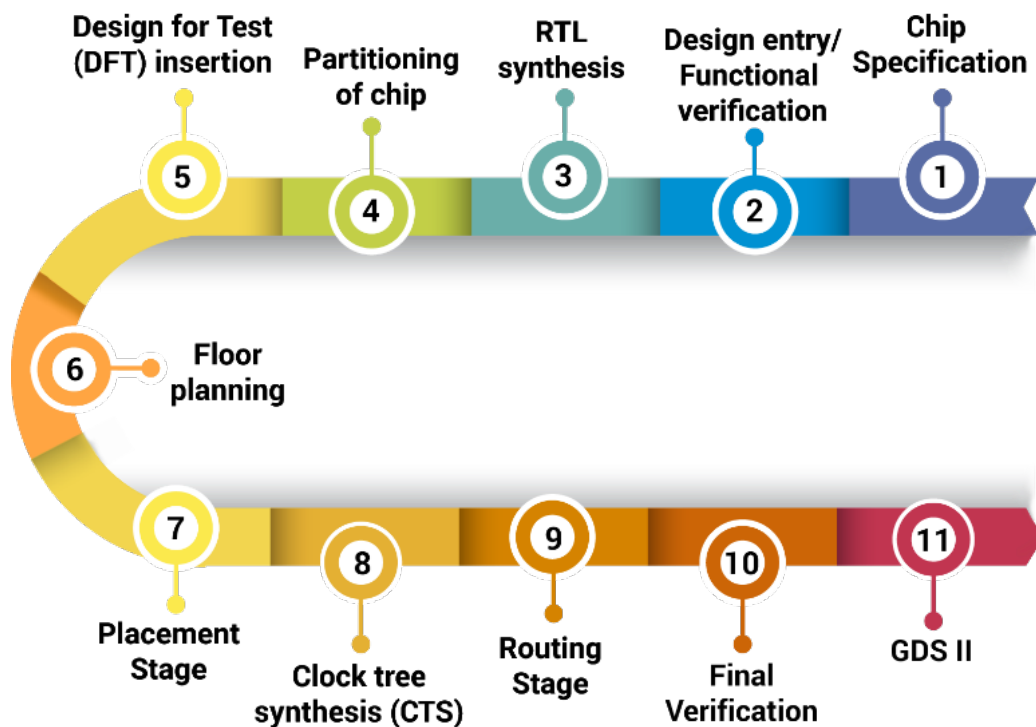 1
Chip
Specification
2
Design entry/
Functional
verification
3
RTL
synthesis
4
Partitioning
of chip
5
Design for Test
(DFT) insertion
6
Floor
planning
7
Placement
Stage
8
Clock tree
synthesis (CTS)
9
Routing
Stage
10
Final
Verification
11
GDS II